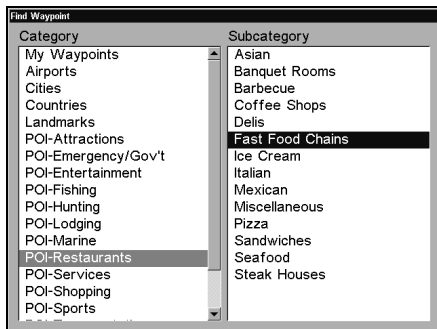 Find Waypoint
Category
My Waypoints
Airports
Cities
Countries
Landmarks
POI-Attractions
POI-Emergency/Gov't
POI-Entertainment
POI-Fishing
POI-Hunting
POI-Lodging
POI-Marine
POI-Restaurants
POI-Services
POI-Shopping
POI-Sports
Subcategory
Asian
Banquet Rooms
Barbecue
Coffee Shops
Delis
Fast Food Chains
Ice Cream
Italian
Mexican
Miscellaneous
Pizza
Sandwiches
Seafood
Steak Houses